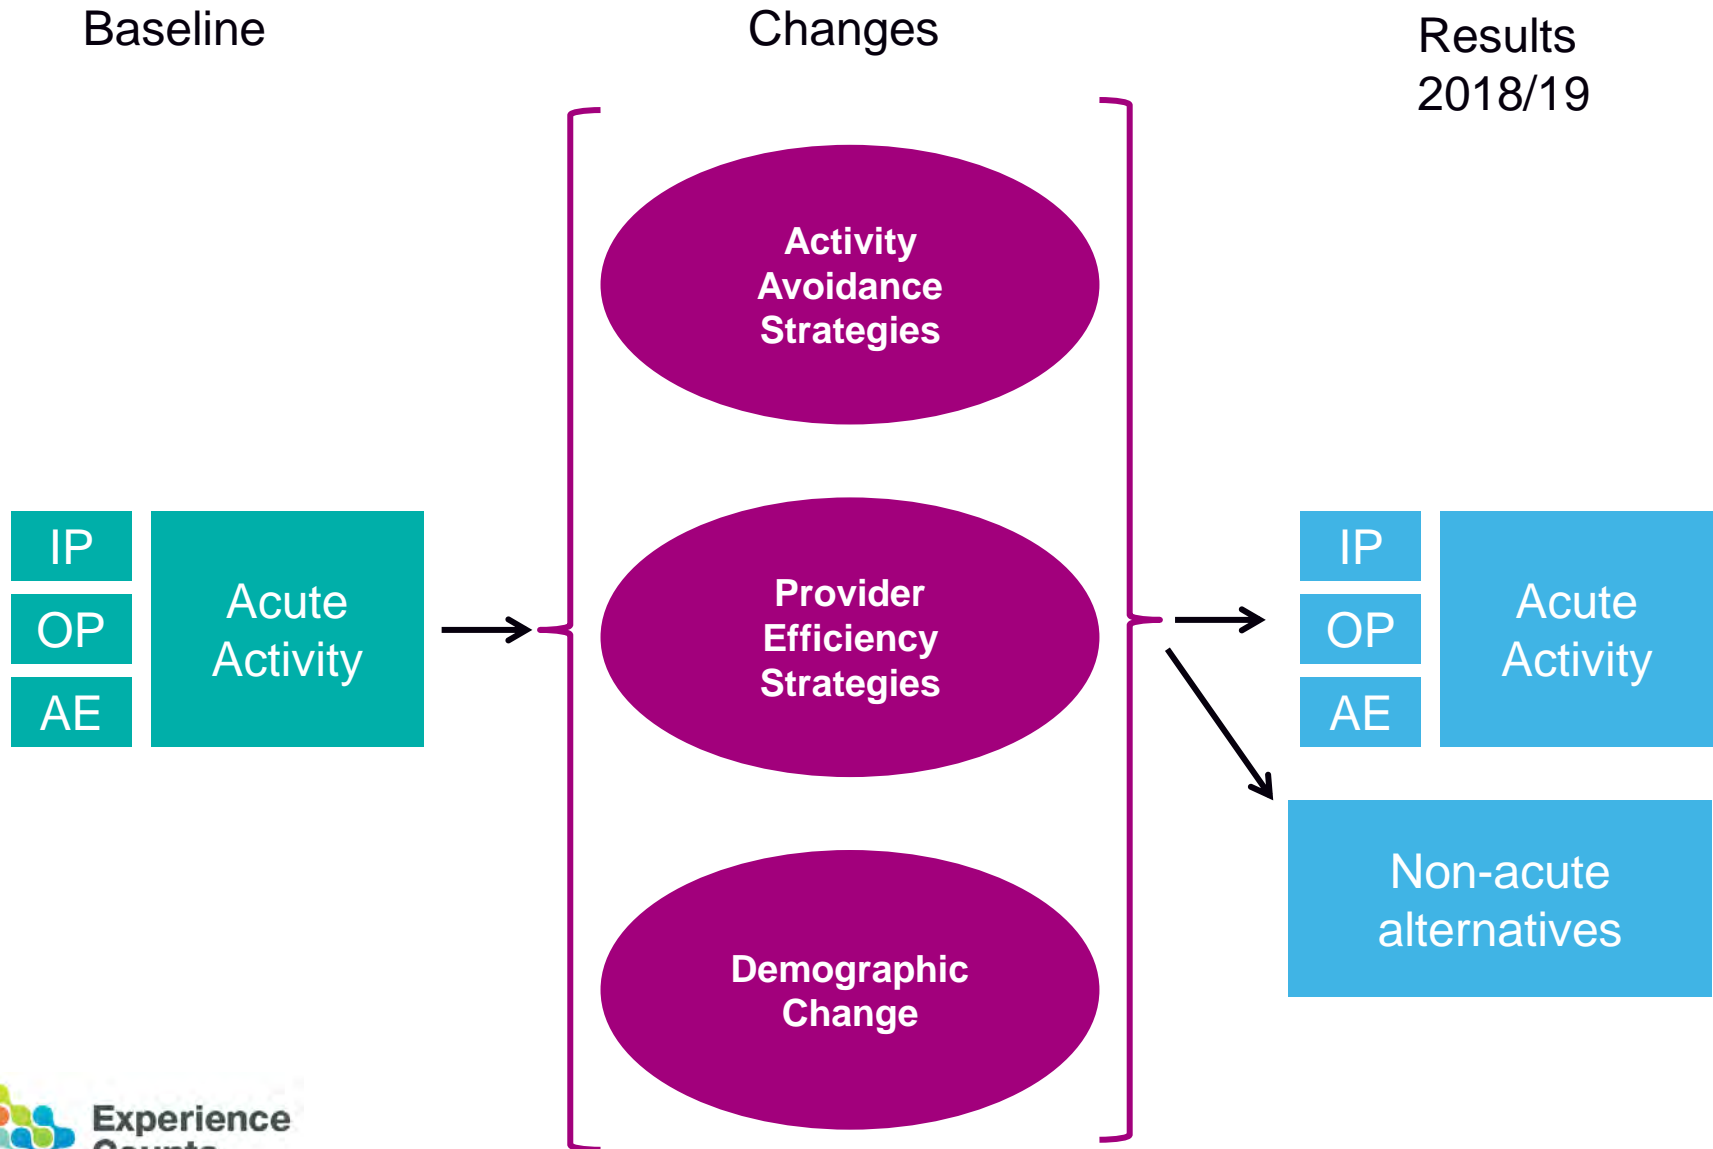 Baseline
Changes
Results
2018/19
Activity
Avoidance
Strategies
IP
OP
AE
Acute
Activity
Provider
Efficiency
Strategies
IP
OP
AE
Acute
Activity
Non-acute
alternatives
Demographic
Change
Experience
Counts